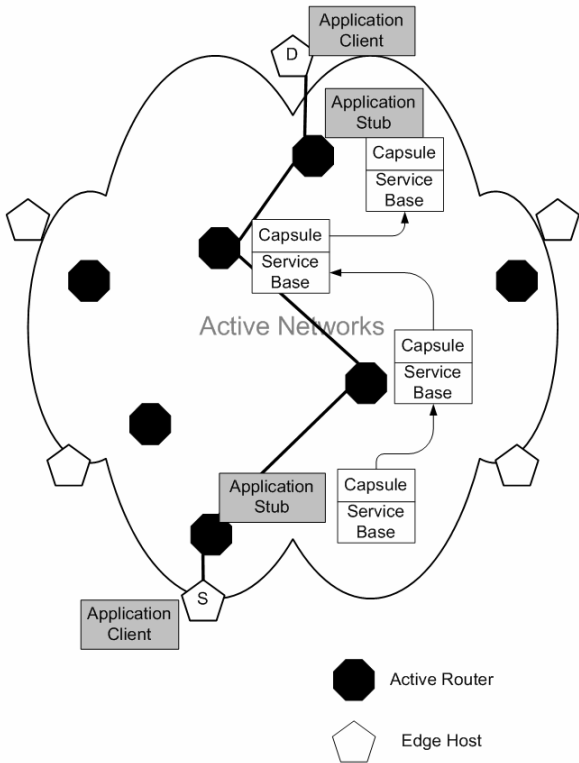 Application
Client
D
Application
Stub
Capsule
Service
Base
Capsule
Service
Base
Active Networks
Capsule
Service
Base
Application
Stub
Capsule
Service
Base
S
Application
Client
Active Router
Edge Host